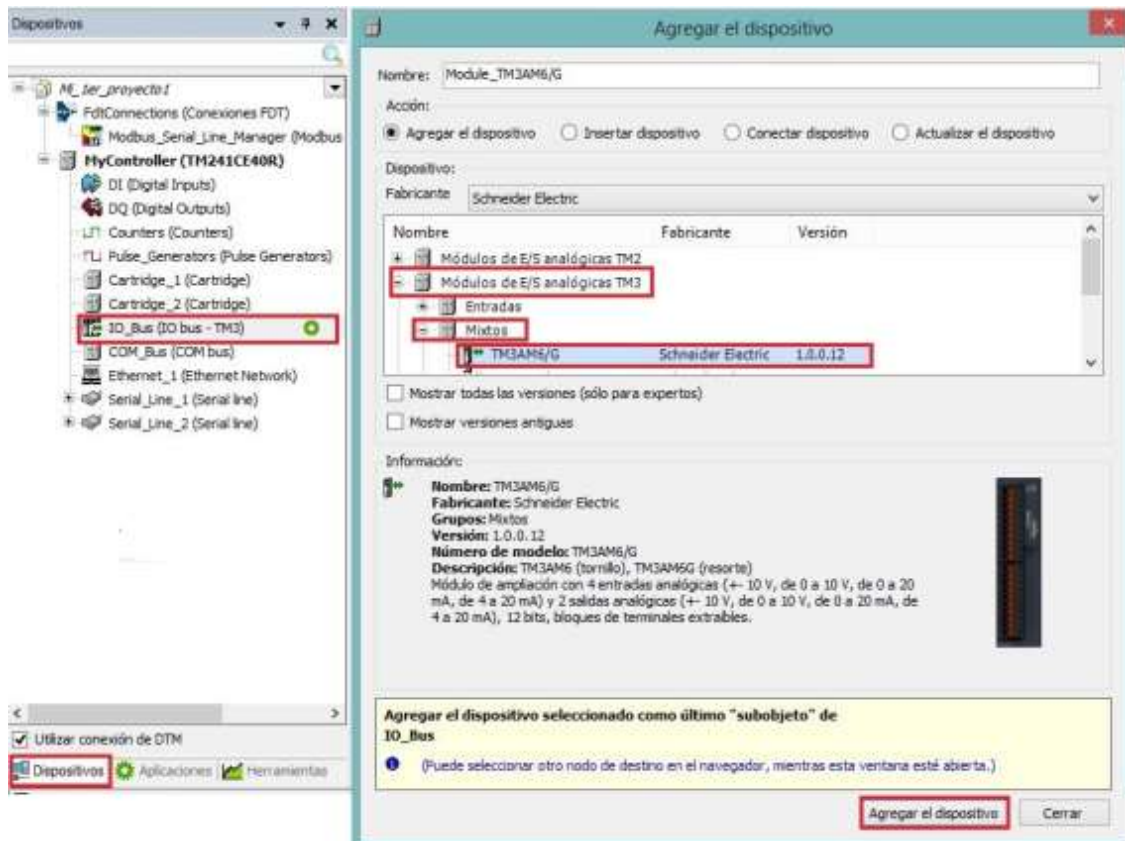 Dispositivos
Mi_1er_proyecto1
FdtConnections (Conexiones FDT)
Modbus_Serial_Line_Manager (Modbus
MyController (TM241CE40R)
DI (Digital Inputs)
DQ (Digital Outputs)
Counters (Counters)
Pulse_Generators (Pulse Generators)
Cartridge_1 (Cartridge)
Cartridge_2 (Cartridge)
IO_Bus (IO bus - TM3)
COM_Bus (COM bus)
Ethernet_1 (Ethernet Network)
Serial_Line_1 (Serial line)
Serial_Line_2 (Serial line)
Utilizar conexión de DTM
Dispositivos Aplicaciones Herramientas
Agregar el dispositivo
Nombre: Module_TM3AM6/G
Acción:
Agregar el dispositivo Insertar dispositivo Conectar dispositivo Actualizar el dispositivo
Dispositivo:
Fabricante Schneider Electric
Nombre Fabricante Versión
Módulos de E/S analógicas TM2
Módulos de E/S analógicas TM3
Entradas
Mixtos
TM3AM6/G Schneider Electric 1.0.0.12
Mostrar todas las versiones (sólo para expertos)
Mostrar versiones antiguas
Información:
Nombre: TM3AM6/G
Fabricante: Schneider Electric
Grupos: Mixtos
Versión: 1.0.0.12
Número de modelo: TM3AM6/G
Descripción: TM3AM6 (tornillo), TM3AM6G (resorte)
Módulo de ampliación con 4 entradas analógicas (+- 10 V, de 0 a 10 V, de 0 a 20
mA, de 4 a 20 mA) y 2 salidas analógicas (+- 10 V, de 0 a 10 V, de 0 a 20 mA, de
4 a 20 mA), 12 bits, bloques de terminales extraíbles.
Agregar el dispositivo seleccionado como último "subobjeto" de
IO_Bus
(Puede seleccionar otro nodo de destino en el navegador, mientras esta ventana esté abierta.)
Agregar el dispositivo Cerrar